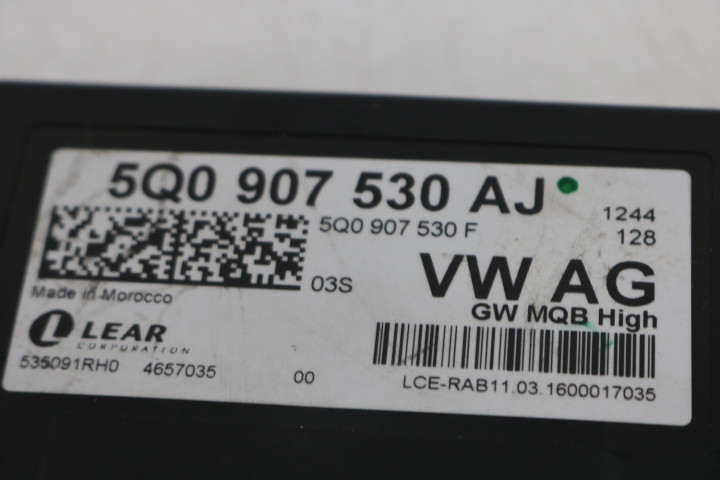 5Q0 907 530 AJ
5Q0 907 530 F
1244
128
03S
VW AG
GW MQB High
Made in Morocco
LEAR
CORPORATION
535091RH0 4657035 00
LCE-RAB11.03.1600017035